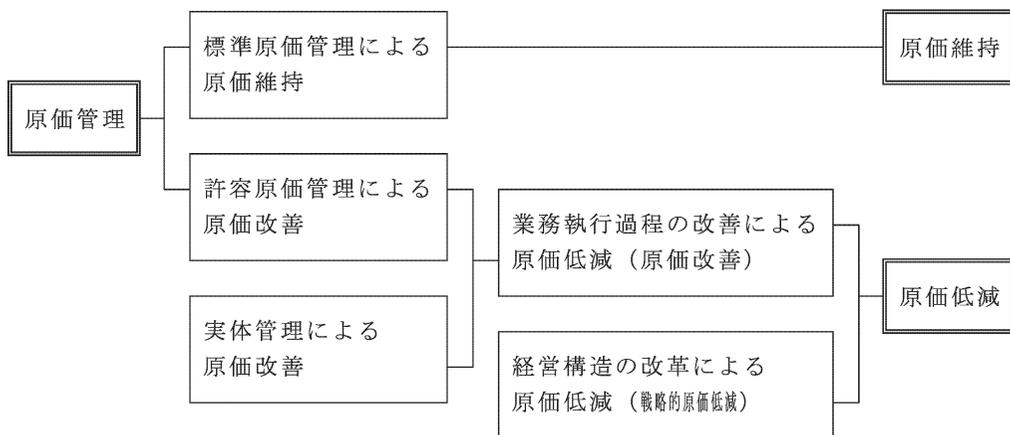 原価管理
標準原価管理による
原価維持
原価維持
許容原価管理による
原価改善
実体管理による
原価改善
業務執行過程の改善による
原価低減（原価改善）
経営構造の改革による
原価低減（戦略的原価低減）
原価低減